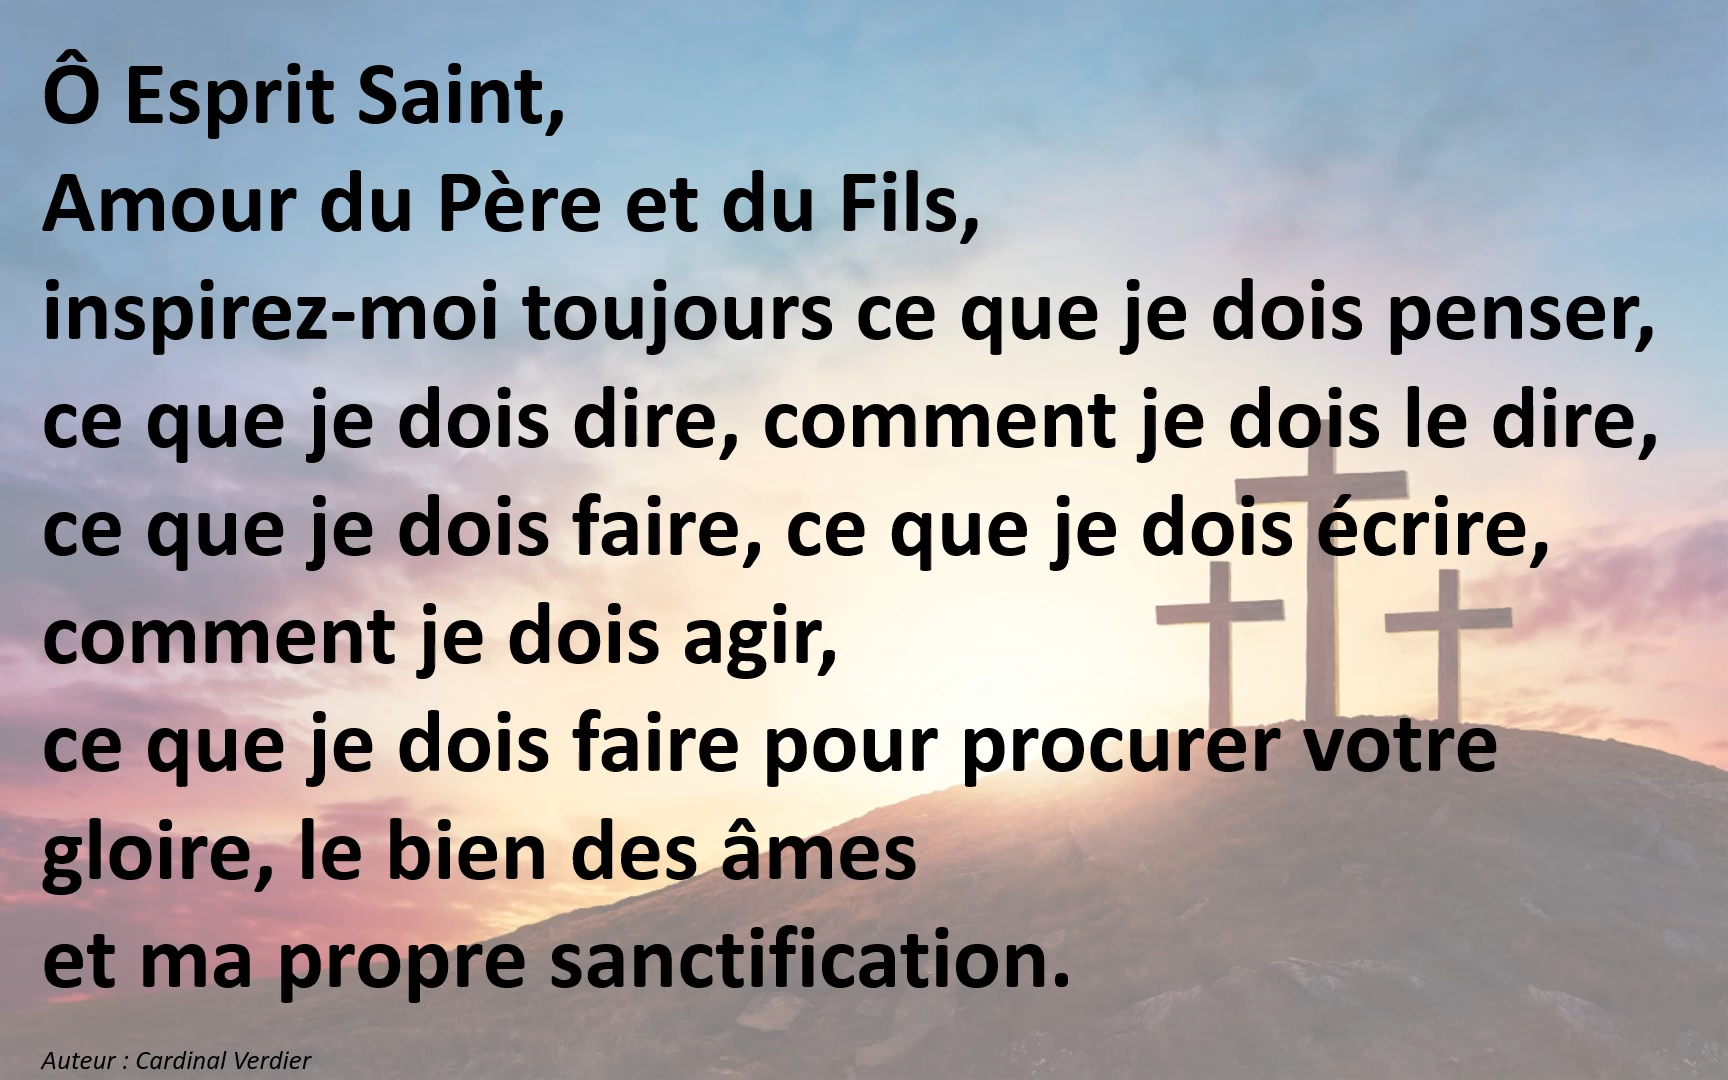 Ô Esprit Saint,
Amour du Père et du Fils,
inspirez-moi toujours ce que je dois penser,
ce que je dois dire, comment je dois le dire,
ce que je dois faire, ce que je dois écrire,
comment je dois agir,
ce que je dois faire pour procurer votre
gloire, le bien des âmes
et ma propre sanctification.
Auteur : Cardinal Verdier